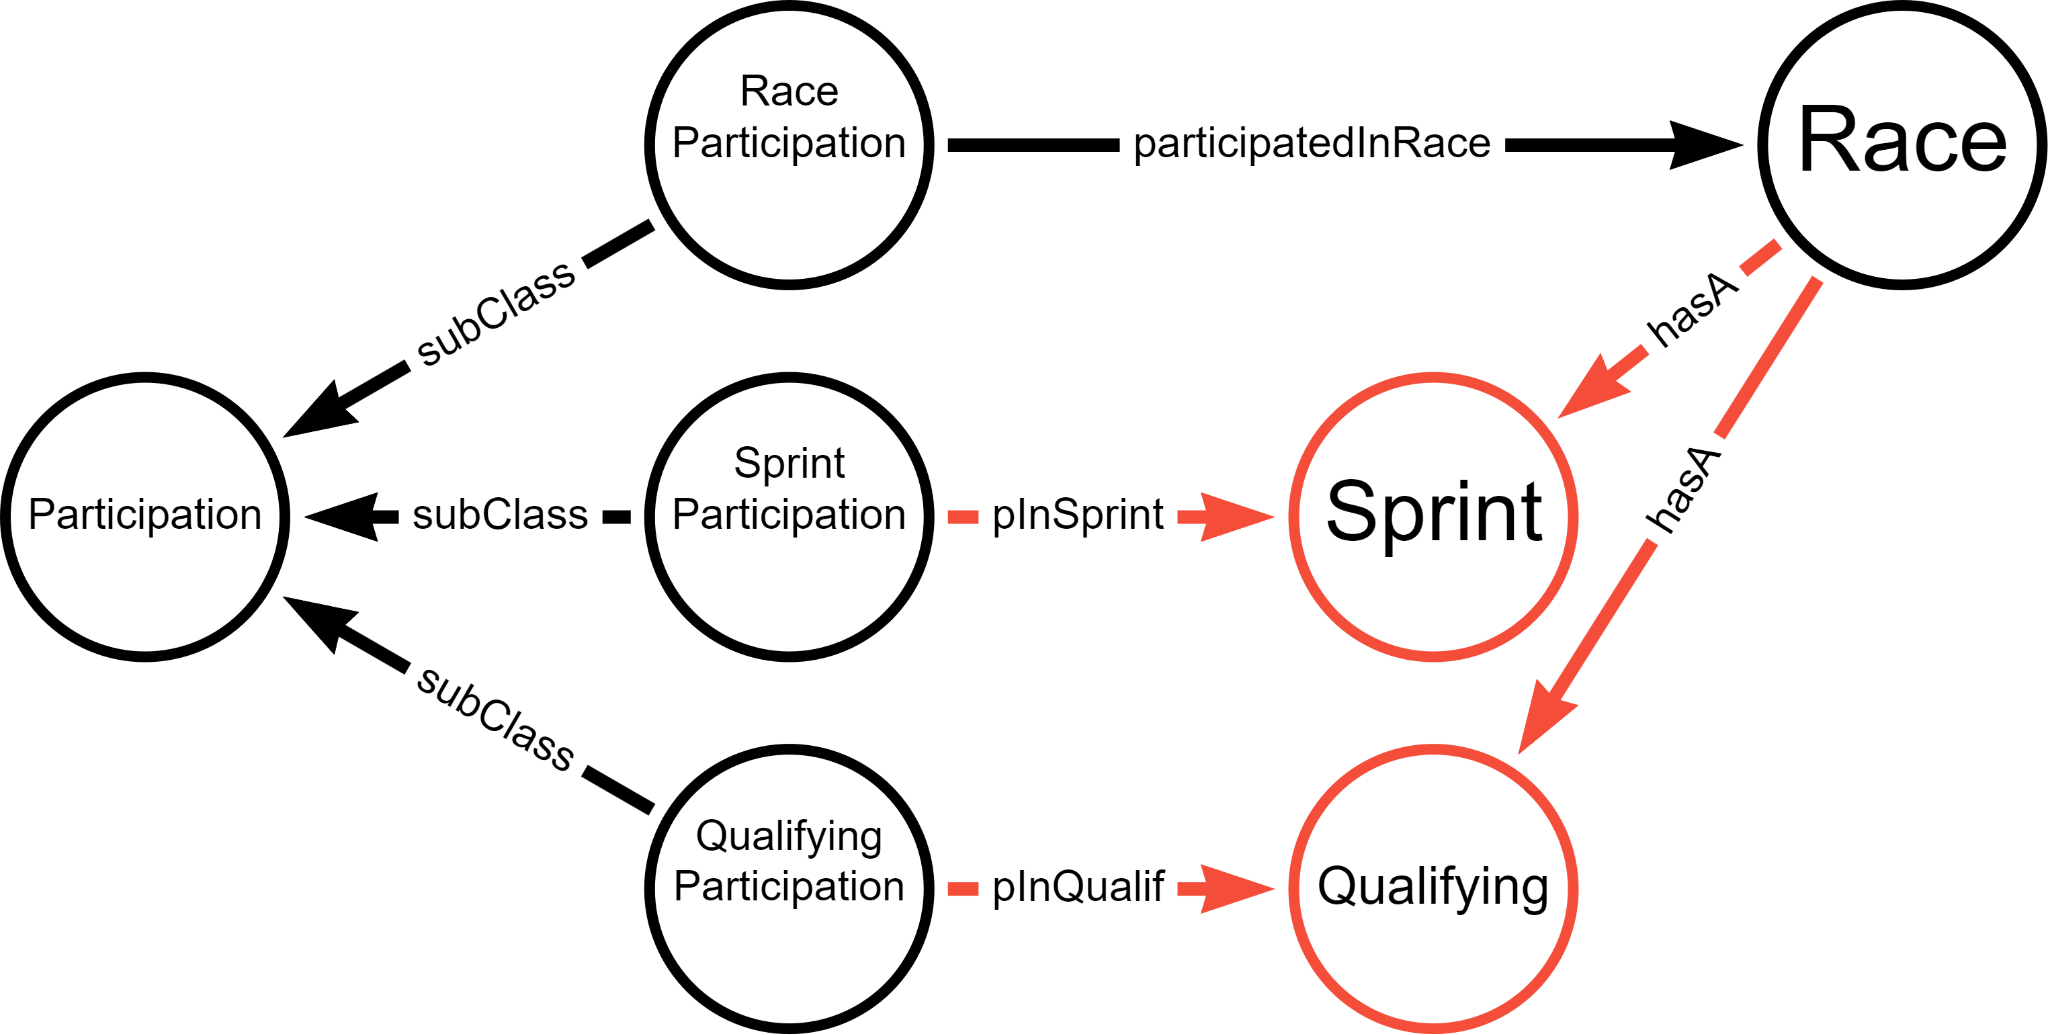 Race
Participation
participatedInRace
Race
subClass
hasA
Participation
subClass
Sprint
Participation
pInSprint
Sprint
hasA
subClass
Qualifying
Participation
pInQualif
Qualifying